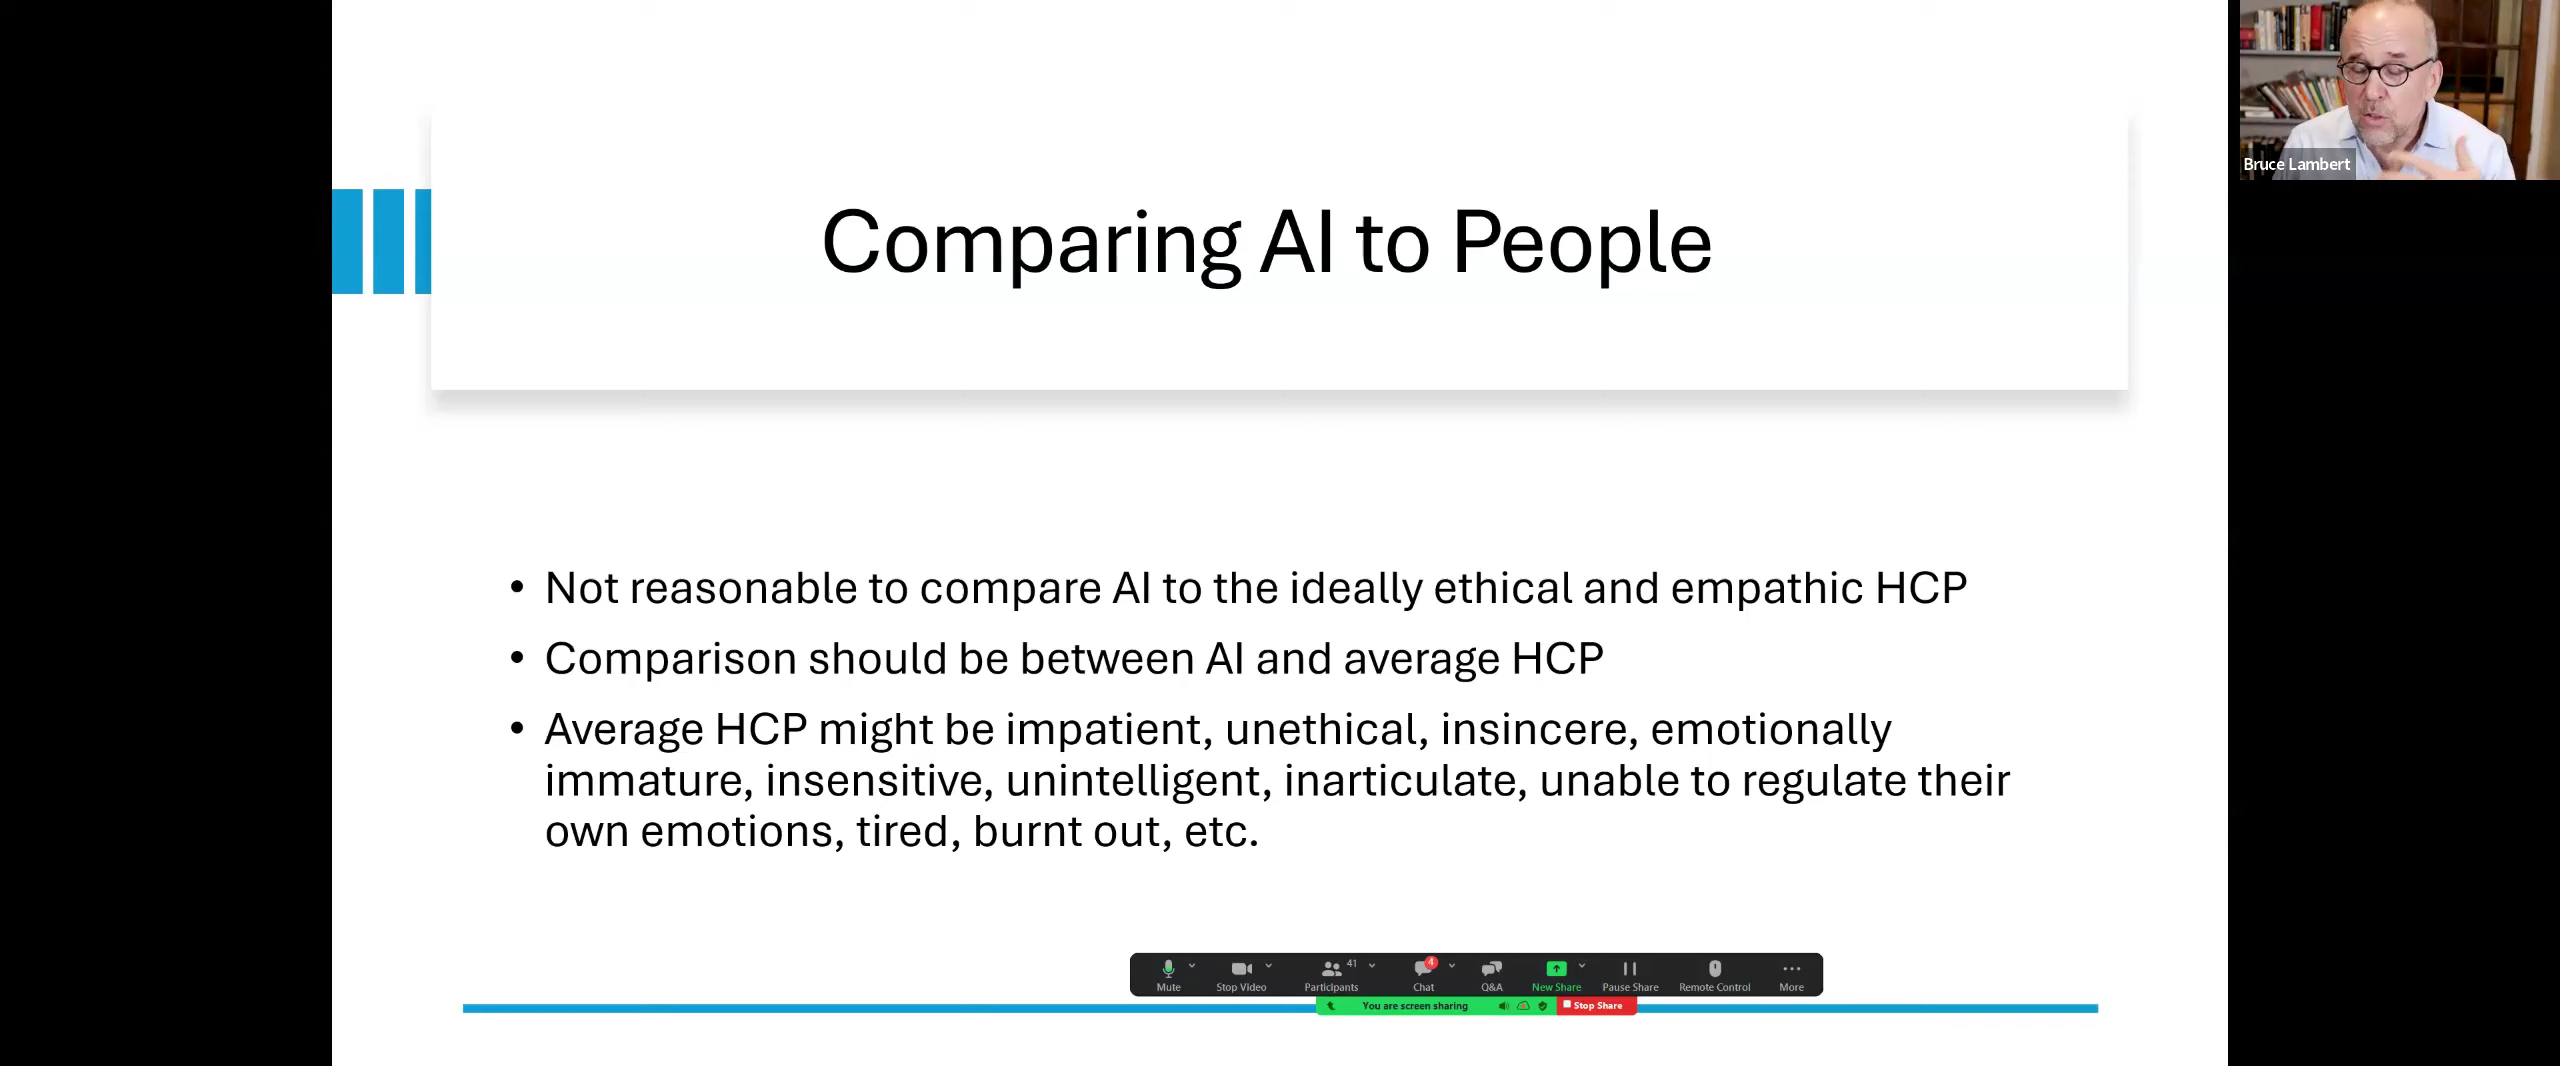 Bruce Lambert
Comparing AI to People
• Not reasonable to compare AI to the ideally ethical and empathic HCP
• Comparison should be between AI and average HCP
• Average HCP might be impatient, unethical, insincere, emotionally
immature, insensitive, unintelligent, inarticulate, unable to regulate their
own emotions, tired, burnt out, etc.
41 4
Mute Stop Video Participants Chat Q&A New Share Pause Share Remote Control More
You are screen sharing Stop Share